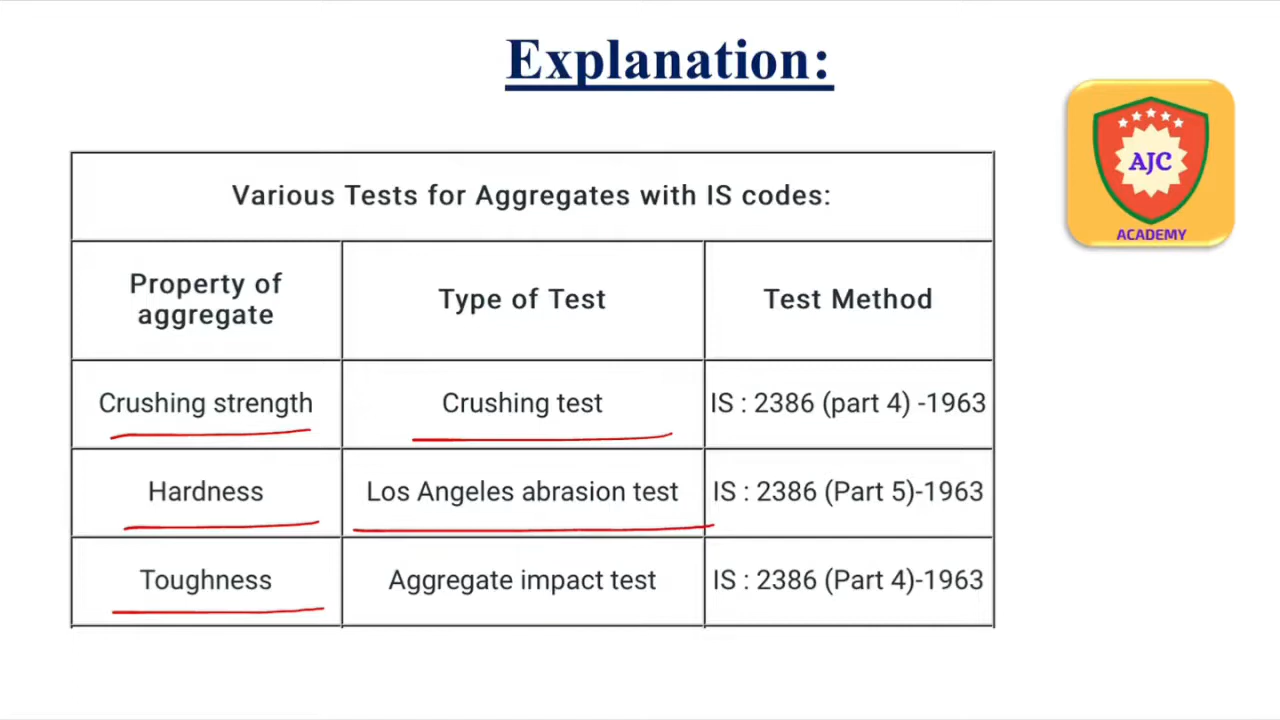 Explanation:
AJC
ACADEMY
Various Tests for Aggregates with IS codes:
Property of
aggregate
Type of Test
Test Method
Crushing strength
Crushing test
IS : 2386 (part 4) -1963
Hardness
Los Angeles abrasion test
IS : 2386 (Part 5)-1963
Toughness
Aggregate impact test
IS : 2386 (Part 4)-1963